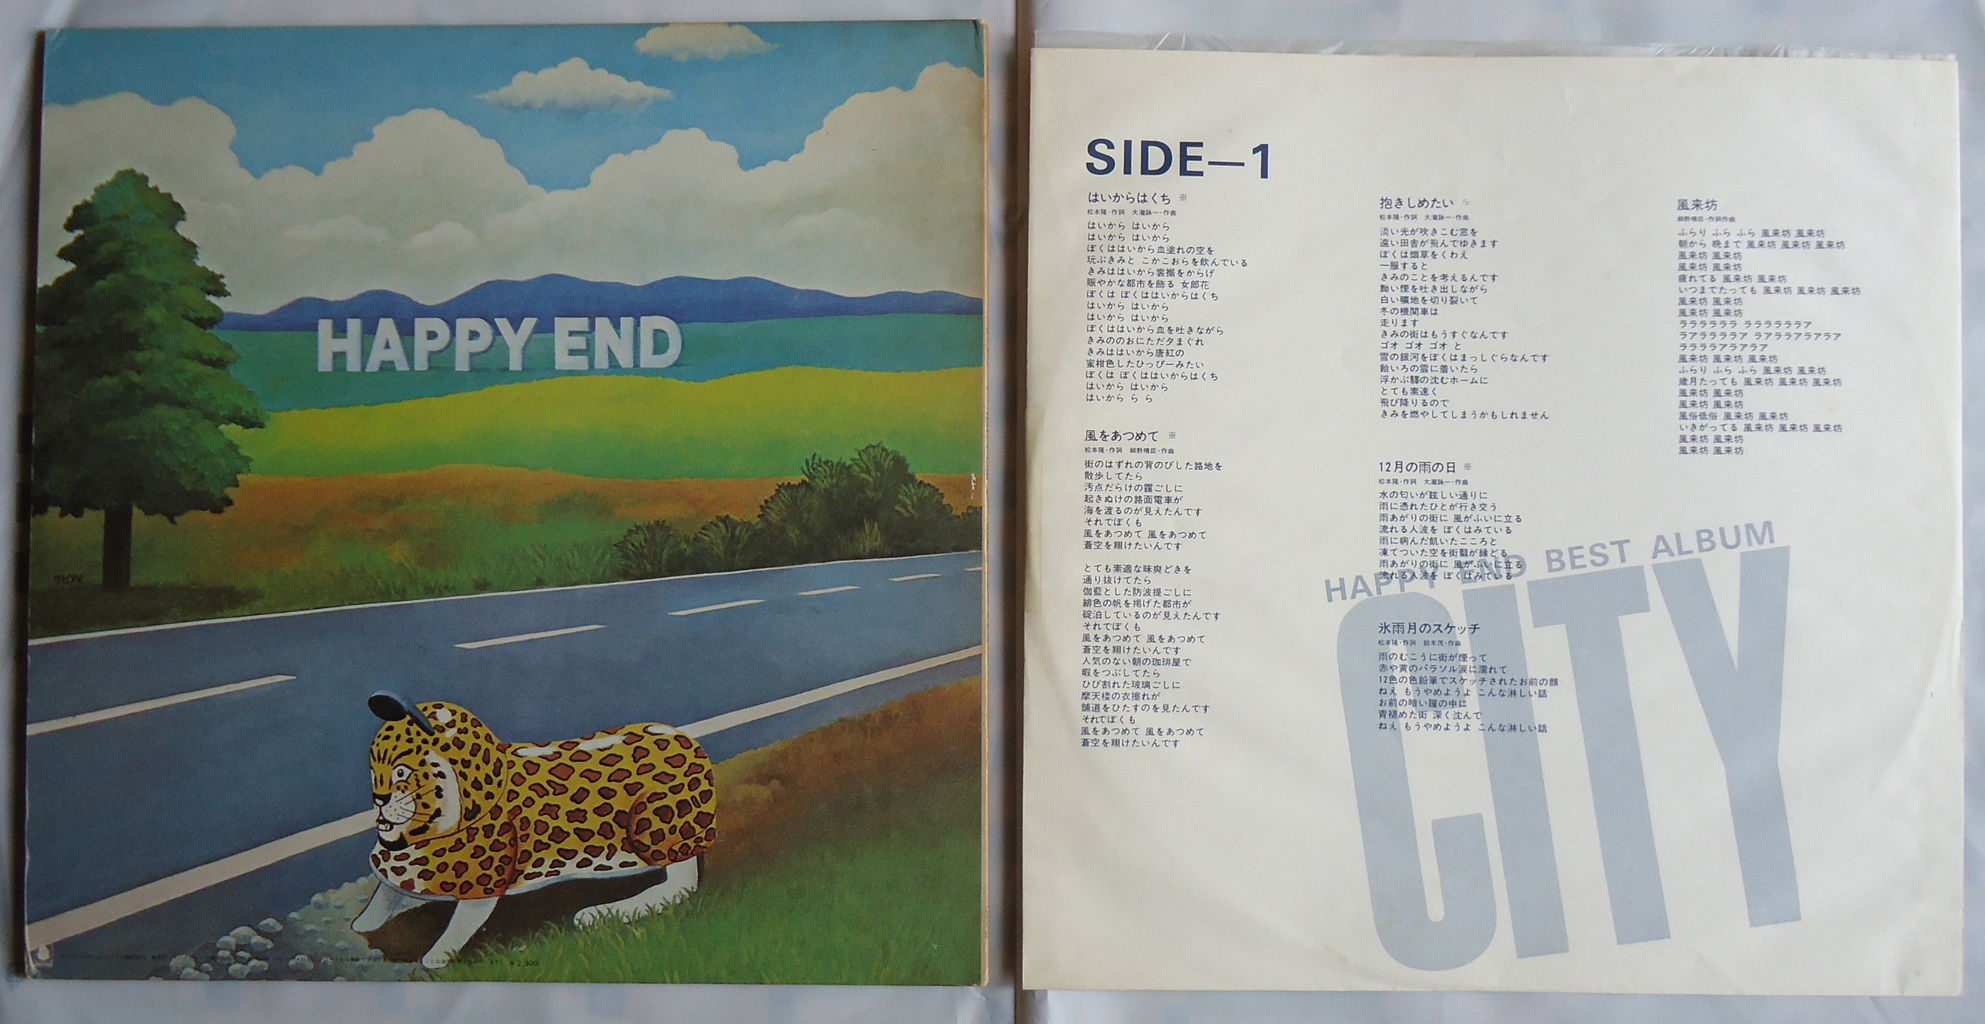 HAPPY END
¥2,300
SIDE—1
はいからはくち ※
松本隆・作詞 大瀧詠一・作曲
はいから はいから
はいから はいから
ぼくははいから血塗れの空を
玩ぶきみと こかこおらを飲んでいる
きみははいから裳裾をからげ
賑やかな都市を飾る 女郎花
ぼくは ぼくははいからはくち
はいから はいから
はいから はいから
ぼくははいから血を吐きながら
きみののおにただ夕まぐれ
きみははいから唐紅の
蜜柑色したひっぴーみたい
ぼくは ぼくははいからはくち
はいから はいから
はいから ら ら
風をあつめて ※
松本隆・作詞 細野晴臣・作曲
街のはずれの背のびした路地を
散歩してたら
汚点だらけの靄ごしに
起きぬけの路面電車が
海を渡るのが見えたんです
それでぼくも
風をあつめて 風をあつめて
蒼空を翔けたいんです
とても素適な昧爽どきを
通り抜けてたら
伽藍とした防波堤ごしに
緋色の帆を掲げた都市が
碇泊しているのが見えたんです
それでぼくも
風をあつめて 風をあつめて
蒼空を翔けたいんです
人気のない朝の珈琲屋で
暇をつぶしてたら
ひび割れた玻璃ごしに
摩天楼の衣擦れが
舗道をひたすのを見たんです
それでぼくも
風をあつめて 風をあつめて
蒼空を翔けたいんです
抱きしめたい ※
松本隆・作詞 大瀧詠一・作曲
淡い光が吹きこむ窓を
遠い田舎が飛んでゆきます
ぼくは烟草をくわえ
一服すると
きみのことを考えるんです
黝い煙を吐き出しながら
白い曠地を切り裂いて
冬の機関車は
走ります
きみの街はもうすぐなんです
ゴオ ゴオ ゴオ と
雪の銀河をぼくはまっしぐらなんです
飴いろの雲に着いたら
浮かぶ驛の沈むホームに
とても素速く
飛び降りるので
きみを燃やしてしまうかもしれません
12月の雨の日 ※
松本隆・作詞 大瀧詠一・作曲
水の匂いが眩しい通りに
雨に憑れたひとが行き交う
雨あがりの街に 風がふいに立る
流れる人波を ぼくはみている
雨に病んだ飢いたこころと
凍てついた空を街翳が縁どる
雨あがりの街に 風がふいに立る
流れる人波を ぼくはみている
氷雨月のスケッチ
松本隆・作詞 鈴木茂・作曲
雨のむこうに街が煙って
赤や黄のパラソル涙に濡れて
12色の色鉛筆でスケッチされたお前の顔
ねえ もうやめようよ こんな淋しい話
お前の暗い瞳の中に
青褪めた街 深く沈んで
ねえ もうやめようよ こんな淋しい話
風来坊
細野晴臣・作詞作曲
ふらり ふら ふら 風来坊 風来坊
朝から 晩まで 風来坊 風来坊 風来坊
風来坊 風来坊
風来坊 風来坊
疲れてる 風来坊 風来坊
いつまでたっても 風来坊 風来坊 風来坊
風来坊 風来坊
風来坊 風来坊
ラララララララ ラララララララア
ラアララララア ラアララアラアラア
ララララアラアラア
風来坊 風来坊 風来坊
ふらり ふら ふら 風来坊 風来坊
歳月たっても 風来坊 風来坊 風来坊
風来坊 風来坊
風来坊 風来坊
風俗低俗 風来坊 風来坊
いきがってる 風来坊 風来坊 風来坊
風来坊 風来坊
風来坊 風来坊
HAPPY END BEST ALBUM
CITY